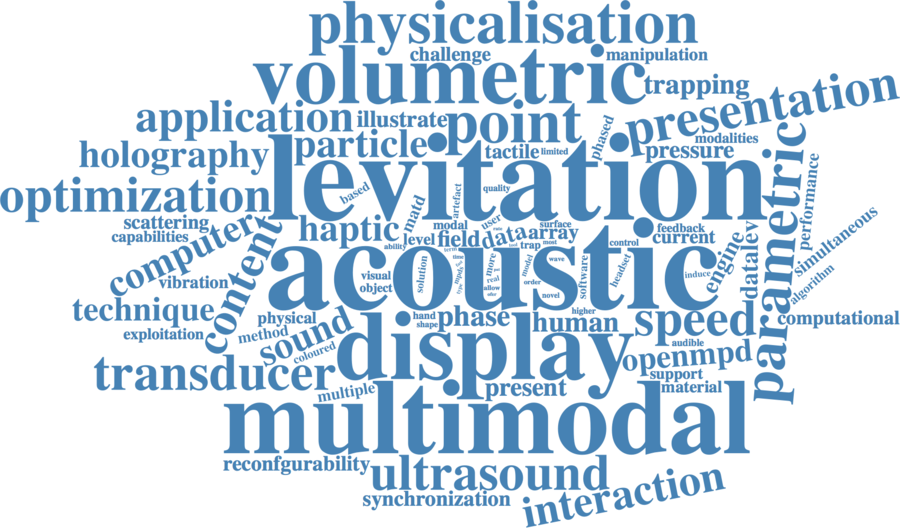 physicalisation
challenge
manipulation
volumetric
trapping
presentation
application
illustrate
point
phased
modalities
holography
particle
tactile
limited
pressure
levitation
optimization
based
matd
artefact
quality
parametric
performance
scattering
capabilities
computer
content
haptic
ability
level
modal
field
data
user
array
surface
trap
most
control
feedback
current
engine
datalev
simultaneous
algorithm
acoustic
vibration
visual
object
solution
term
time
mpds
more
real
allow
model
order
wave
novel
software
headset
induce
technique
exploitation
physical
method
sound
coloured
hand
shape
phase
higher
human
speed
computational
display
audible
openmpd
support
material
transducer
multiple
present
multimodal
reconfgurability
ultrasound
synchronization
interaction